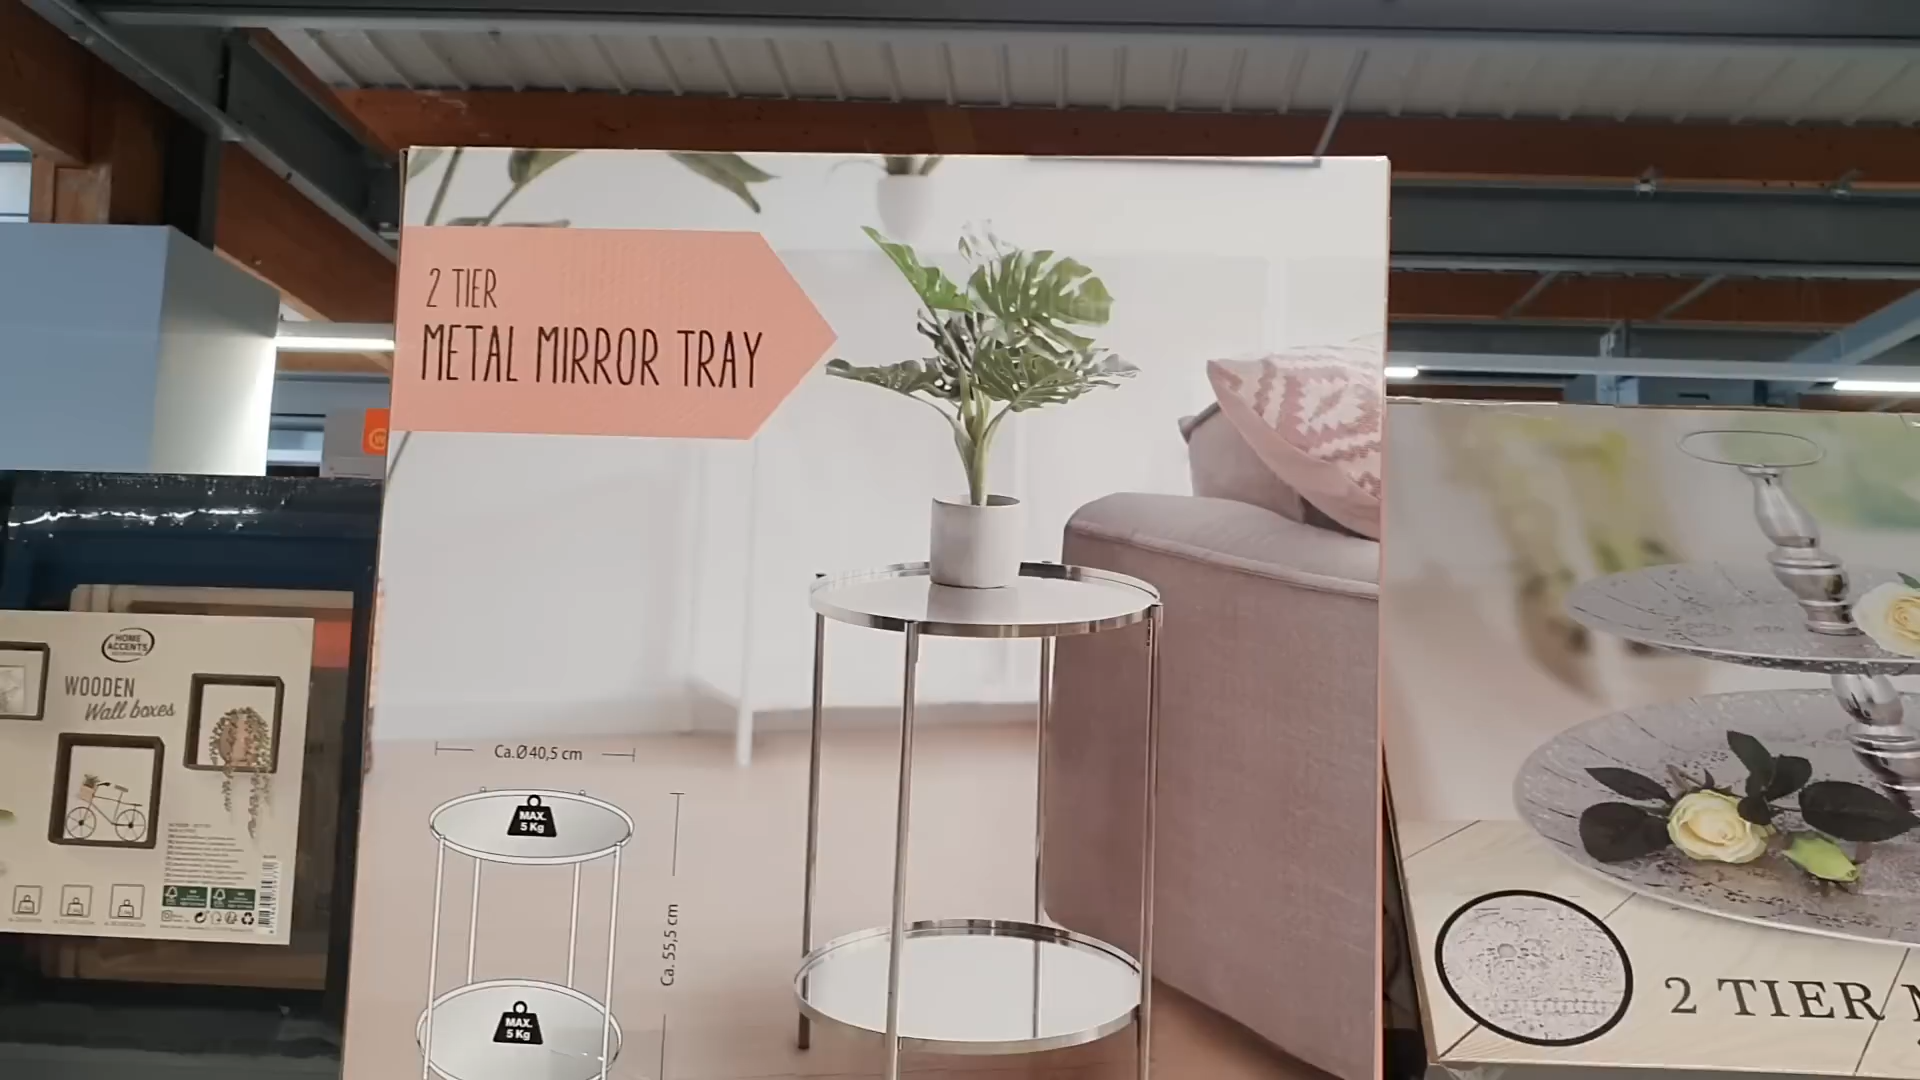 2 TIER
METAL MIRROR TRAY
Ca.Ø40,5 cm
MAX.
5 Kg
Ca. 55,5 cm
MAX.
5 Kg
HOME
ACCENTS
WOODEN
Wall boxes
2 TIER